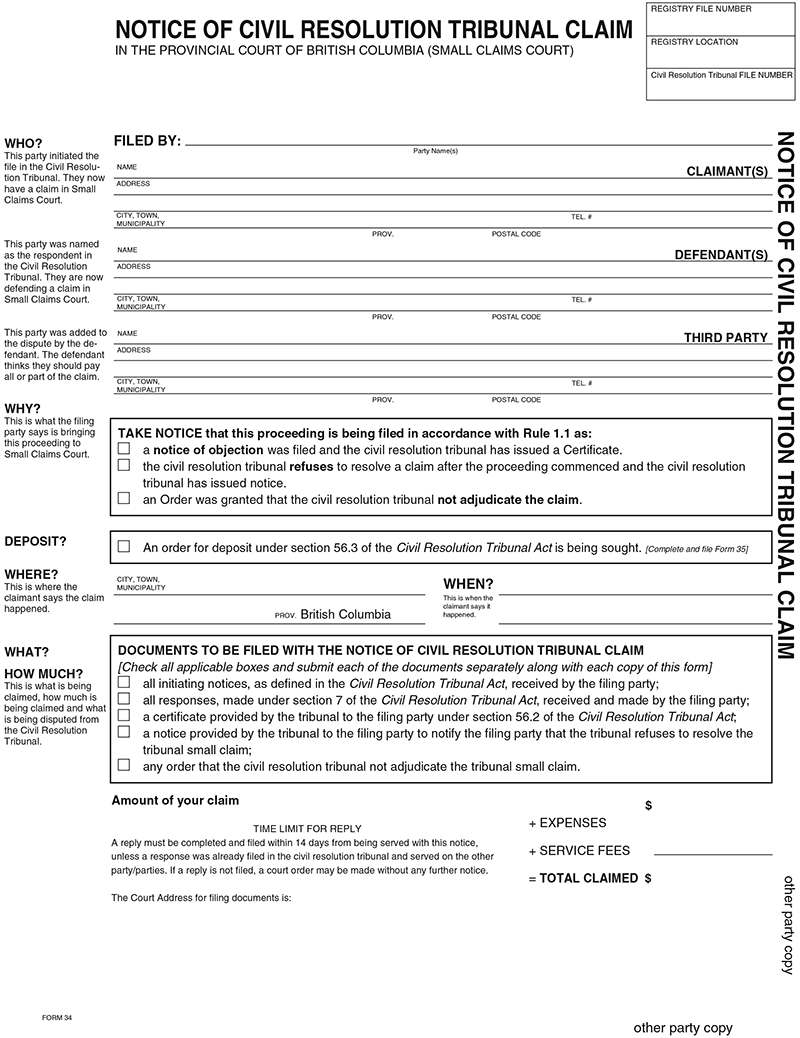 NOTICE OF CIVIL RESOLUTION TRIBUNAL CLAIM
IN THE PROVINCIAL COURT OF BRITISH COLUMBIA (SMALL CLAIMS COURT)
REGISTRY FILE NUMBER
REGISTRY LOCATION
Civil Resolution Tribunal FILE NUMBER
WHO?
This party initiated the
file in the Civil Resolu-
tion Tribunal. They now
have a claim in Small
Claims Court.
FILED BY:
Party Name(s)
NAME
CLAIMANT(S)
ADDRESS
CITY, TOWN,
MUNICIPALITY
TEL. #
PROV.
POSTAL CODE
This party was named
as the respondent in
the Civil Resolution
Tribunal. They are now
defending a claim in
Small Claims Court.
NAME
DEFENDANT(S)
ADDRESS
CITY, TOWN,
MUNICIPALITY
TEL. #
PROV.
POSTAL CODE
This party was added to
the dispute by the de-
fendant. The defendant
thinks they should pay
all or part of the claim.
NAME
THIRD PARTY
ADDRESS
CITY, TOWN,
MUNICIPALITY
TEL. #
PROV.
POSTAL CODE
WHY?
This is what the filing
party says is bringing
this proceeding to
Small Claims Court.
TAKE NOTICE that this proceeding is being filed in accordance with Rule 1.1 as:
a notice of objection was filed and the civil resolution tribunal has issued a Certificate.
the civil resolution tribunal refuses to resolve a claim after the proceeding commenced and the civil resolution
tribunal has issued notice.
an Order was granted that the civil resolution tribunal not adjudicate the claim.
DEPOSIT?
An order for deposit under section 56.3 of the Civil Resolution Tribunal Act is being sought. [Complete and file Form 35]
WHERE?
This is where the
claimant says the claim
happened.
CITY, TOWN,
MUNICIPALITY
PROV. British Columbia
WHEN?
This is when the
claimant says it
happened.
WHAT?
HOW MUCH?
This is what is being
claimed, how much is
being claimed and what
is being disputed from
the Civil Resolution
Tribunal.
DOCUMENTS TO BE FILED WITH THE NOTICE OF CIVIL RESOLUTION TRIBUNAL CLAIM
[Check all applicable boxes and submit each of the documents separately along with each copy of this form]
all initiating notices, as defined in the Civil Resolution Tribunal Act, received by the filing party;
all responses, made under section 7 of the Civil Resolution Tribunal Act, received and made by the filing party;
a certificate provided by the tribunal to the filing party under section 56.2 of the Civil Resolution Tribunal Act;
a notice provided by the tribunal to the filing party to notify the filing party that the tribunal refuses to resolve the
tribunal small claim;
any order that the civil resolution tribunal not adjudicate the tribunal small claim.
Amount of your claim
$
TIME LIMIT FOR REPLY
A reply must be completed and filed within 14 days from being served with this notice,
unless a response was already filed in the civil resolution tribunal and served on the other
party/parties. If a reply is not filed, a court order may be made without any further notice.
+ EXPENSES
+ SERVICE FEES
= TOTAL CLAIMED $
The Court Address for filing documents is:
NOTICE OF CIVIL RESOLUTION TRIBUNAL CLAIM
other party copy
FORM 34
other party copy